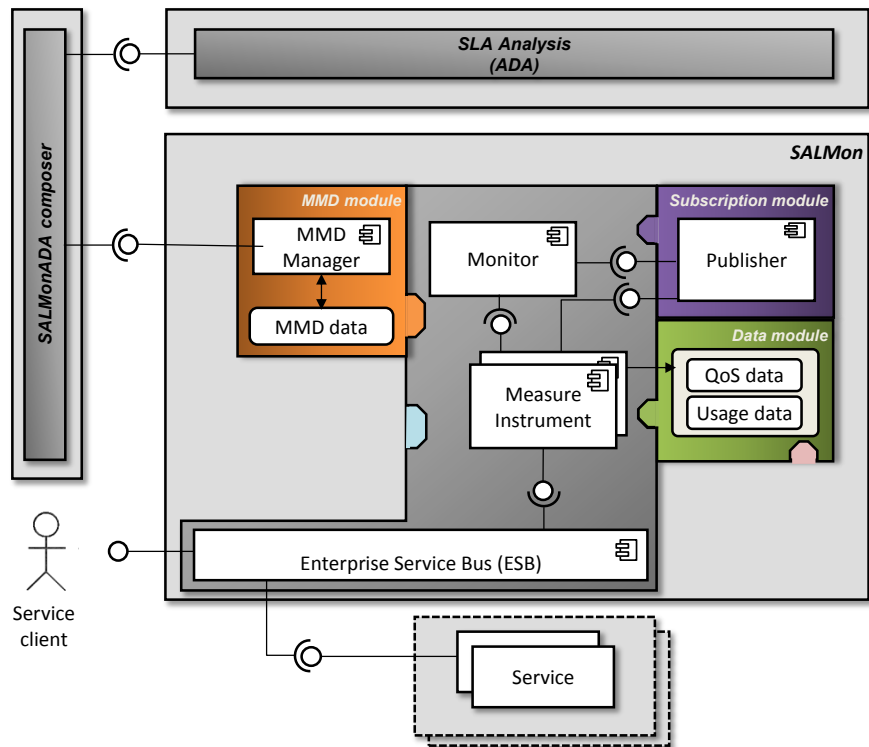 SLA Analysis
(ADA)
SALMonADA composer
SALMon
MMD module
Subscription module
MMD
Manager
Monitor
Publisher
MMD data
Data module
QoS data
Measure
Instrument
Usage data
Enterprise Service Bus (ESB)
Service
client
Service